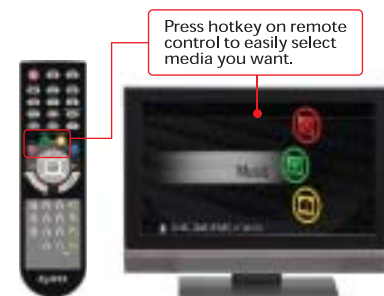 Press hotkey on remote
control to easily select
media you want.
Music